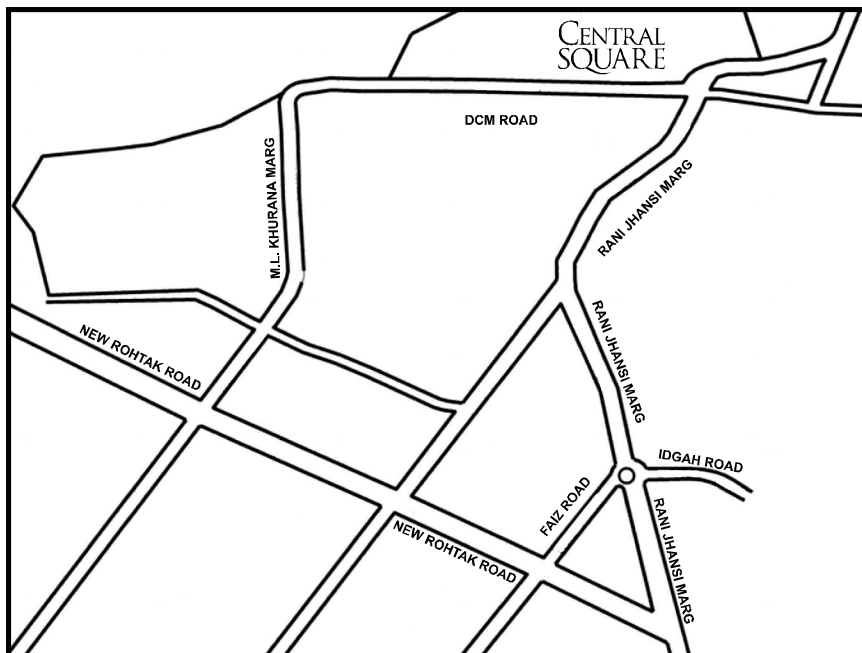 CENTRAL
SQUARE
DCM ROAD
M.L. KHURANA MARG
RANI JHANSI MARG
RANI JHANSI MARG
NEW ROHTAK ROAD
IDGAH ROAD
FAIZ ROAD
RANI JHANSI MARG
NEW ROHTAK ROAD